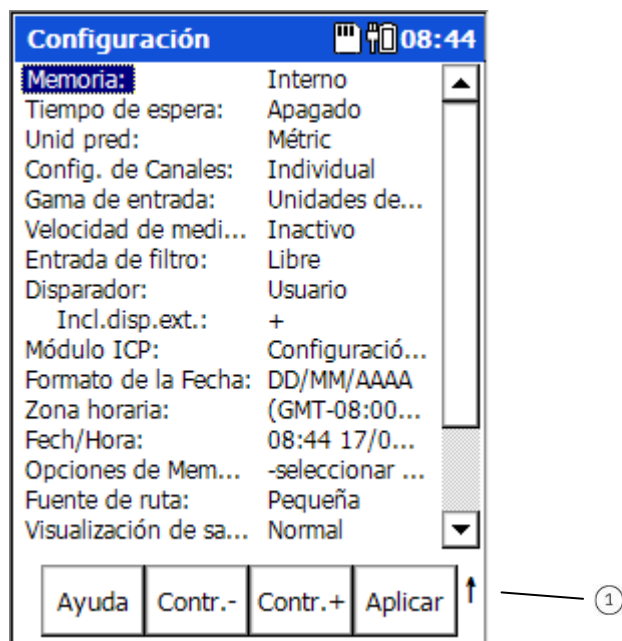 Configuración 08:44
Memoria: Interno
Tiempo de espera: Apagado
Unid pred: Métric
Config. de Canales: Individual
Gama de entrada: Unidades de...
Velocidad de medi... Inactivo
Entrada de filtro: Libre
Disparador: Usuario
Incl.disp.ext.: +
Módulo ICP: Configuració...
Formato de la Fecha: DD/MM/AAAA
Zona horaria: (GMT-08:00...
Fech/Hora: 08:44 17/0...
Opciones de Mem... -seleccionar ...
Fuente de ruta: Pequeña
Visualización de sa... Normal
Ayuda Contr.- Contr.+ Aplicar
1